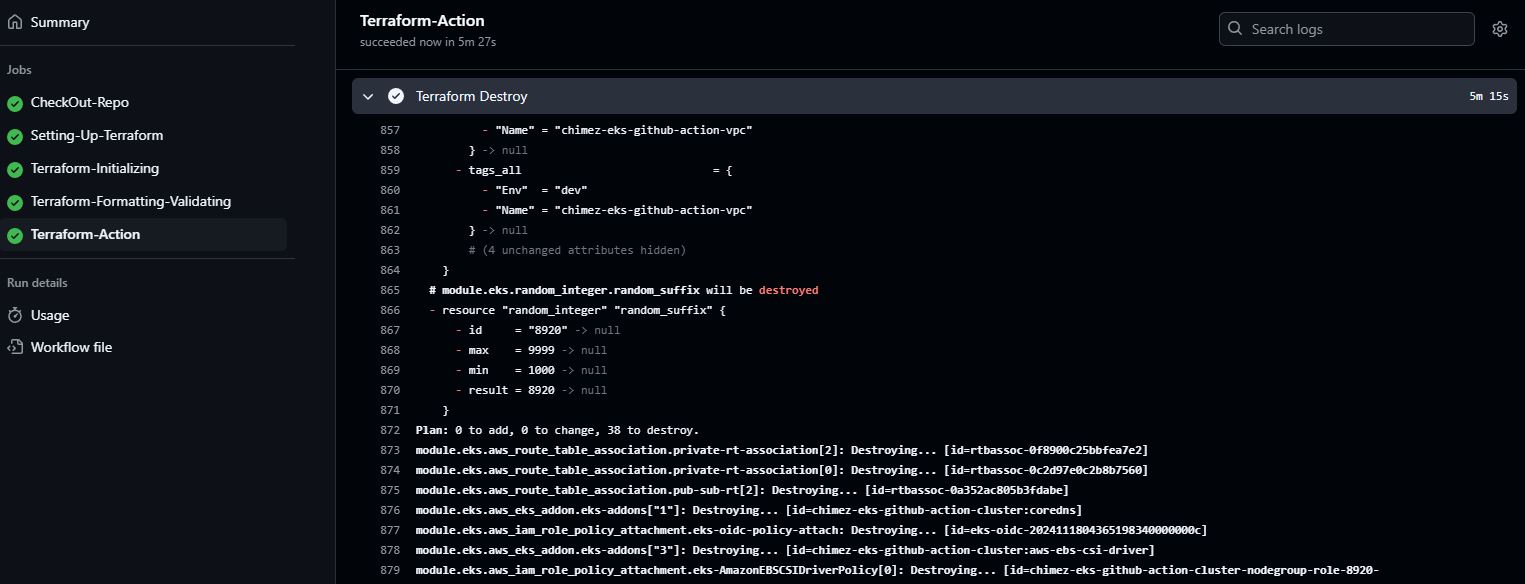 Summary
Jobs
CheckOut-Repo
Setting-Up-Terraform
Terraform-Initializing
Terraform-Formatting-Validating
Terraform-Action
Run details
Usage
Workflow file
Terraform-Action
succeeded now in 5m 27s
Search logs
Terraform Destroy 5m 15s
857 - "Name" = "chimez-eks-github-action-vpc"
858 } -> null
859 - tags_all = {
860 - "Env" = "dev"
861 - "Name" = "chimez-eks-github-action-vpc"
862 } -> null
863 # (4 unchanged attributes hidden)
864 }
865 # module.eks.random_integer.random_suffix will be destroyed
866 - resource "random_integer" "random_suffix" {
867 - id = "8920" -> null
868 - max = 9999 -> null
869 - min = 1000 -> null
870 - result = 8920 -> null
871 }
872 Plan: 0 to add, 0 to change, 38 to destroy.
873 module.eks.aws_route_table_association.private-rt-association[2]: Destroying... [id=rtbassoc-0f8900c25bbfea7e2]
874 module.eks.aws_route_table_association.private-rt-association[0]: Destroying... [id=rtbassoc-0c2d97e0c2b8b7560]
875 module.eks.aws_route_table_association.pub-sub-rt[2]: Destroying... [id=rtbassoc-0a352ac805b3fdabe]
876 module.eks.aws_eks_addon.eks-addons["1"]: Destroying... [id=chimez-eks-github-action-cluster:coredns]
877 module.eks.aws_iam_role_policy_attachment.eks-oidc-policy-attach: Destroying... [id=eks-oidc-20241118043651983400000000c]
878 module.eks.aws_eks_addon.eks-addons["3"]: Destroying... [id=chimez-eks-github-action-cluster:aws-ebs-csi-driver]
879 module.eks.aws_iam_role_policy_attachment.eks-AmazonEBSCSIDriverPolicy[0]: Destroying... [id=chimez-eks-github-action-cluster-nodegroup-role-8920-